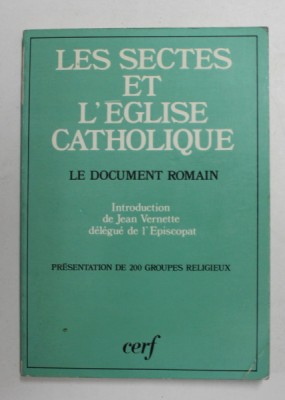 LES SECTES
ET
L'ÉGLISE
CATHOLIQUE
LE DOCUMENT ROMAIN
Introduction
de Jean Vernette
délégué de l'Episcopat
PRÉSENTATION DE 200 GROUPES RELIGIEUX
cerf